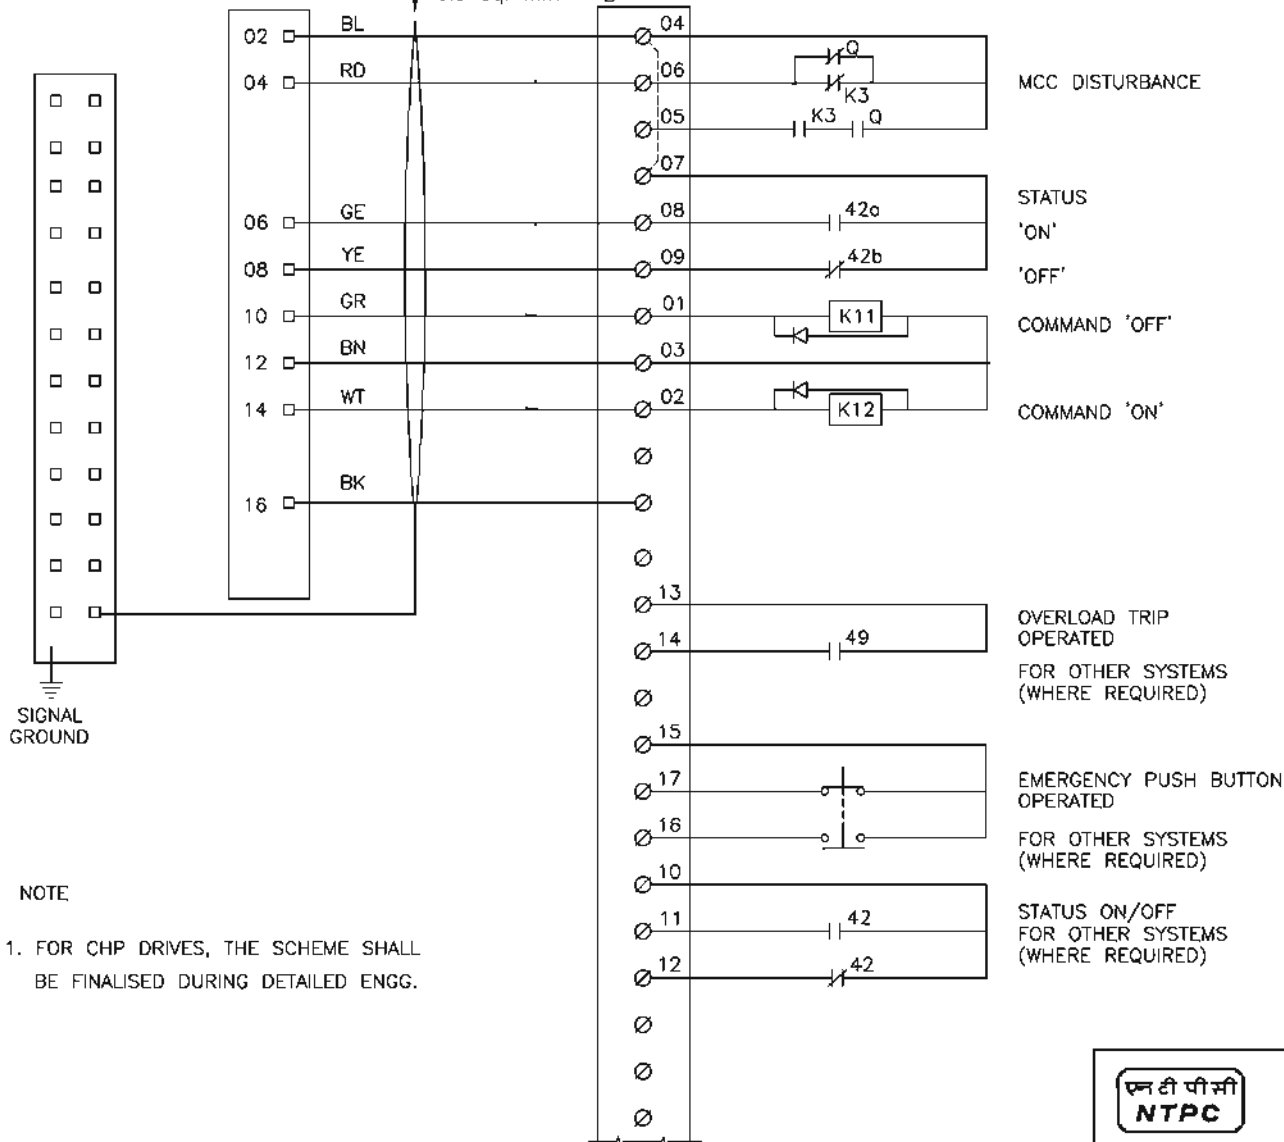 04
02 BL
Q
04 RD 06
K3
MCC DISTURBANCE
05 K3 Q
07
STATUS
06 GE 08 42a
'ON'
08 YE 09 42b
'OFF'
10 GR 01 K11
COMMAND 'OFF'
12 BN 03
14 WT 02 K12
COMMAND 'ON'
16 BK
13
OVERLOAD TRIP
OPERATED
14 49
FOR OTHER SYSTEMS
(WHERE REQUIRED)
SIGNAL
GROUND
15
17
EMERGENCY PUSH BUTTON
OPERATED
16
FOR OTHER SYSTEMS
(WHERE REQUIRED)
10
NOTE
11 42
STATUS ON/OFF
FOR OTHER SYSTEMS
(WHERE REQUIRED)
12 42
1. FOR CHP DRIVES, THE SCHEME SHALL
BE FINALISED DURING DETAILED ENGG.
एन टी पी सी
NTPC